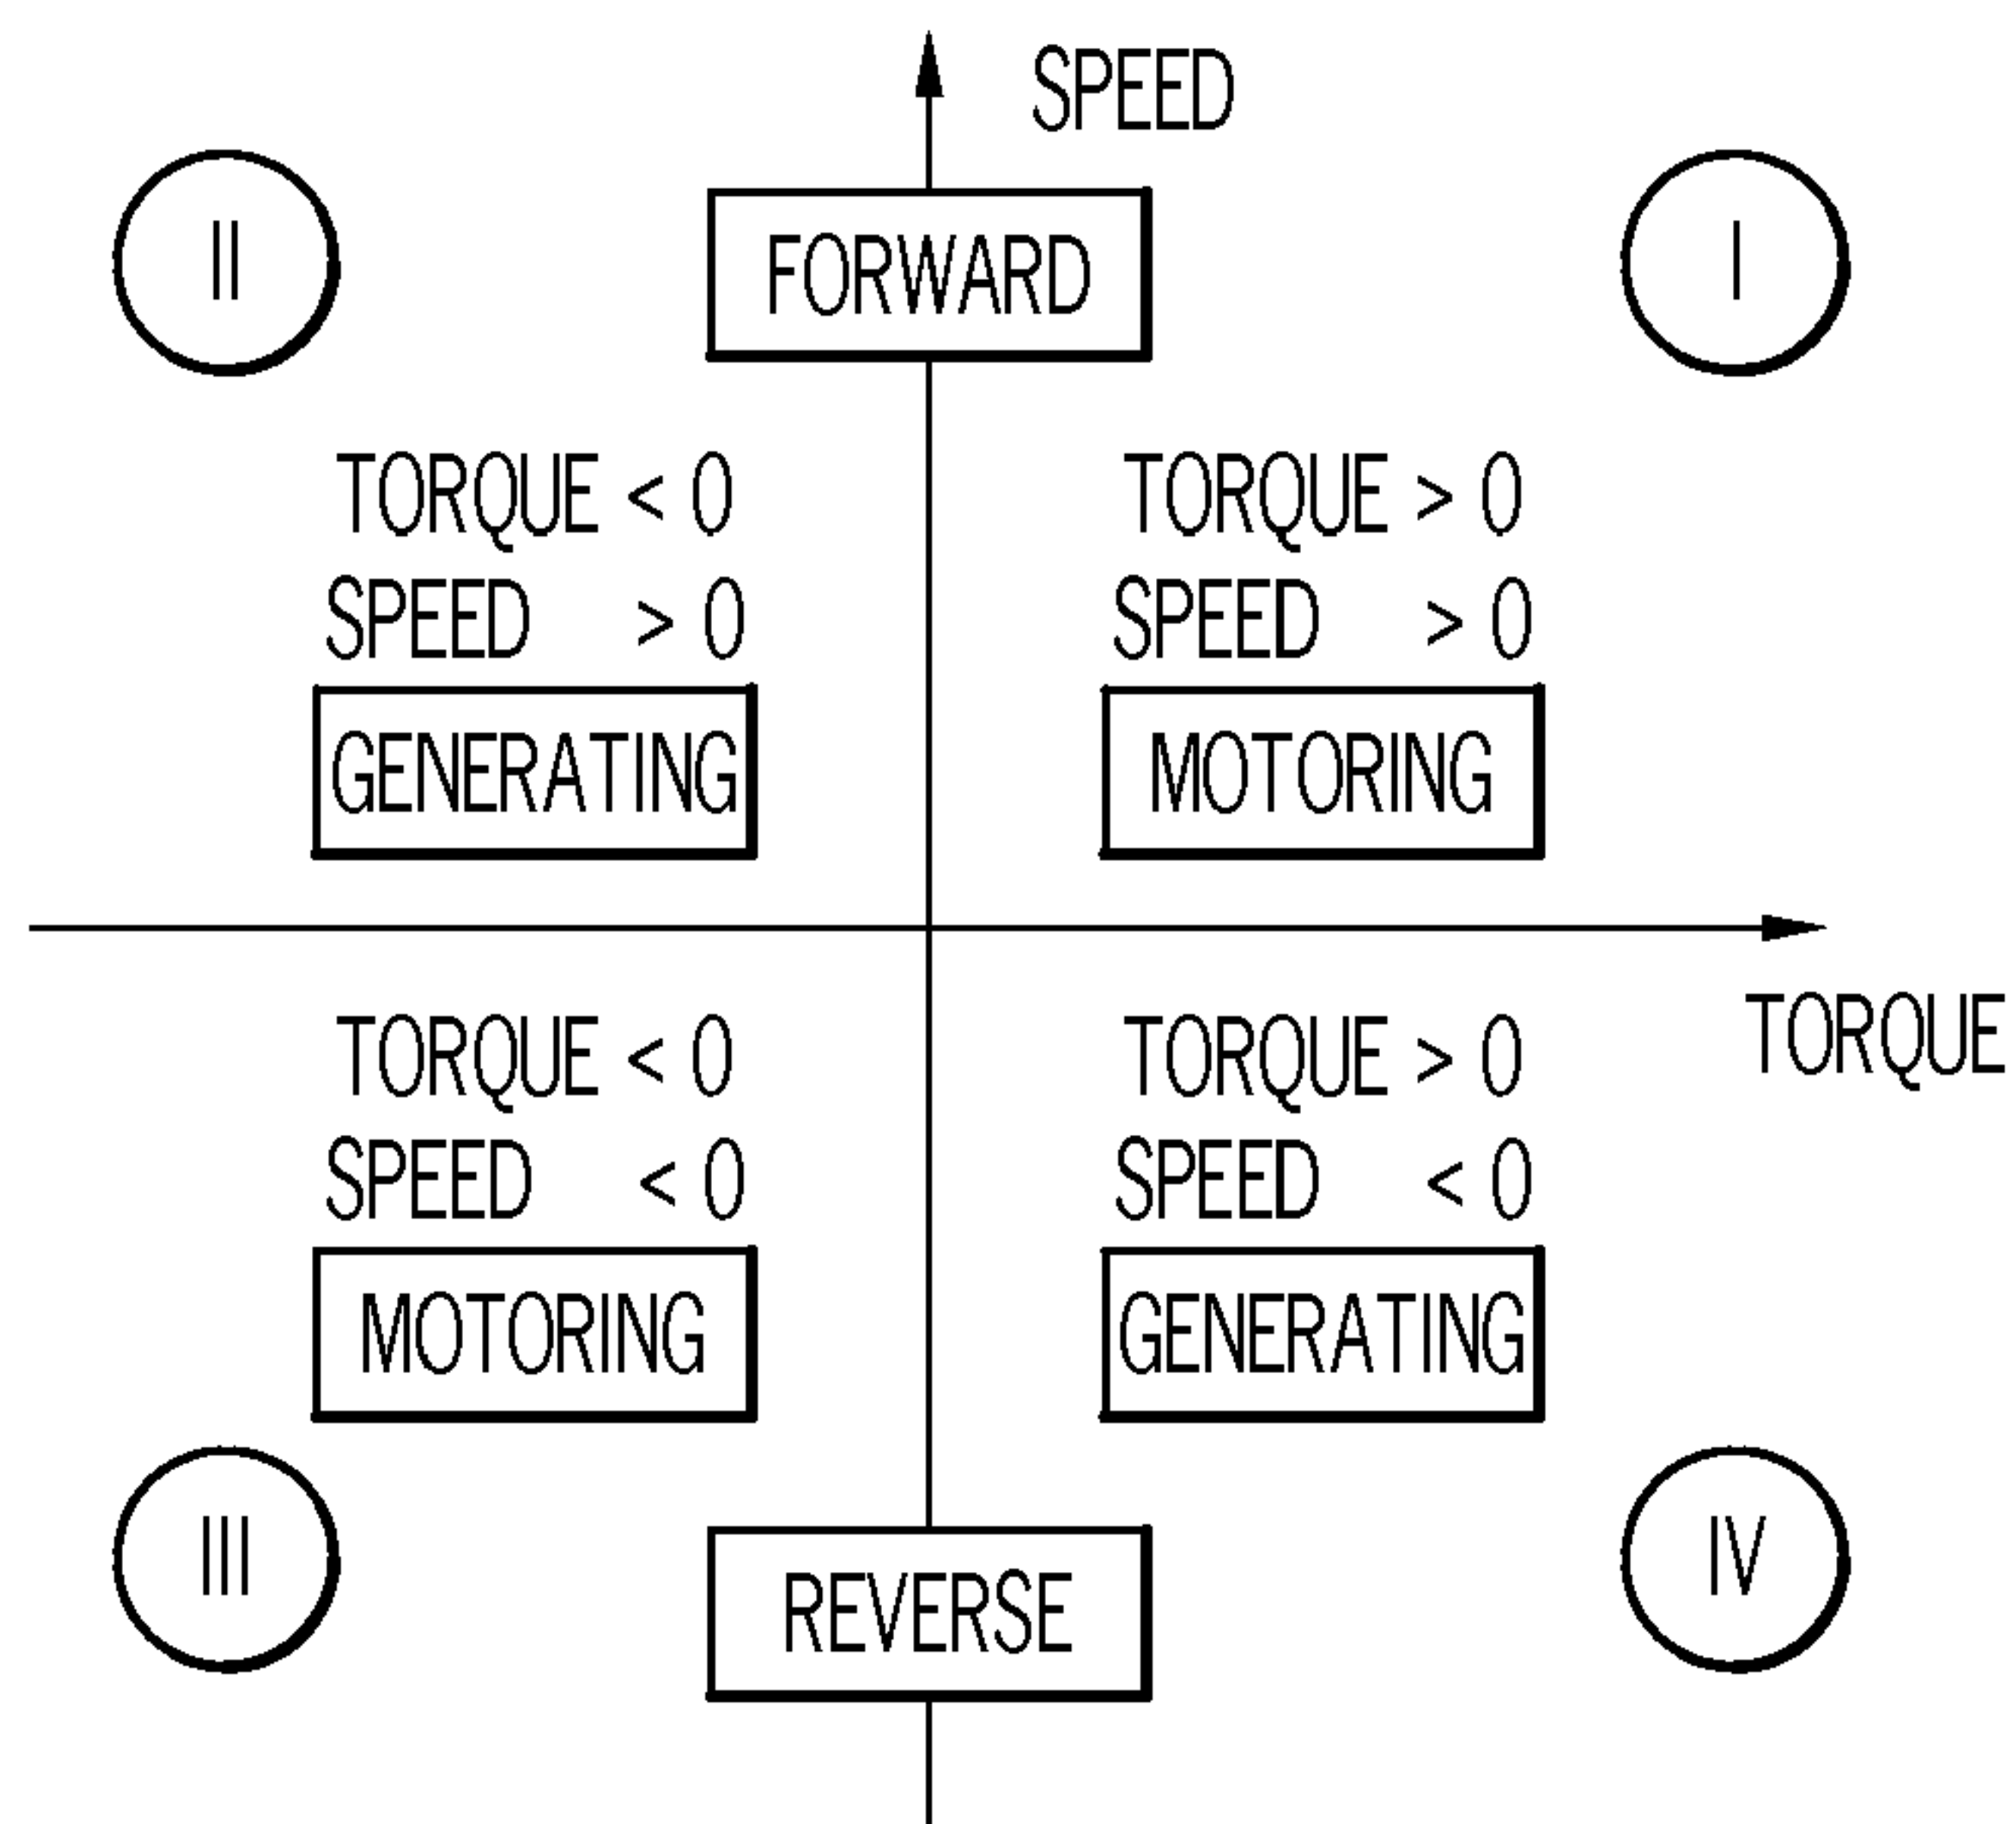 SPEED
II
FORWARD
I
TORQUE < 0
SPEED > 0
GENERATING
TORQUE > 0
SPEED > 0
MOTORING
TORQUE
TORQUE < 0
SPEED < 0
MOTORING
TORQUE > 0
SPEED < 0
GENERATING
III
REVERSE
IV